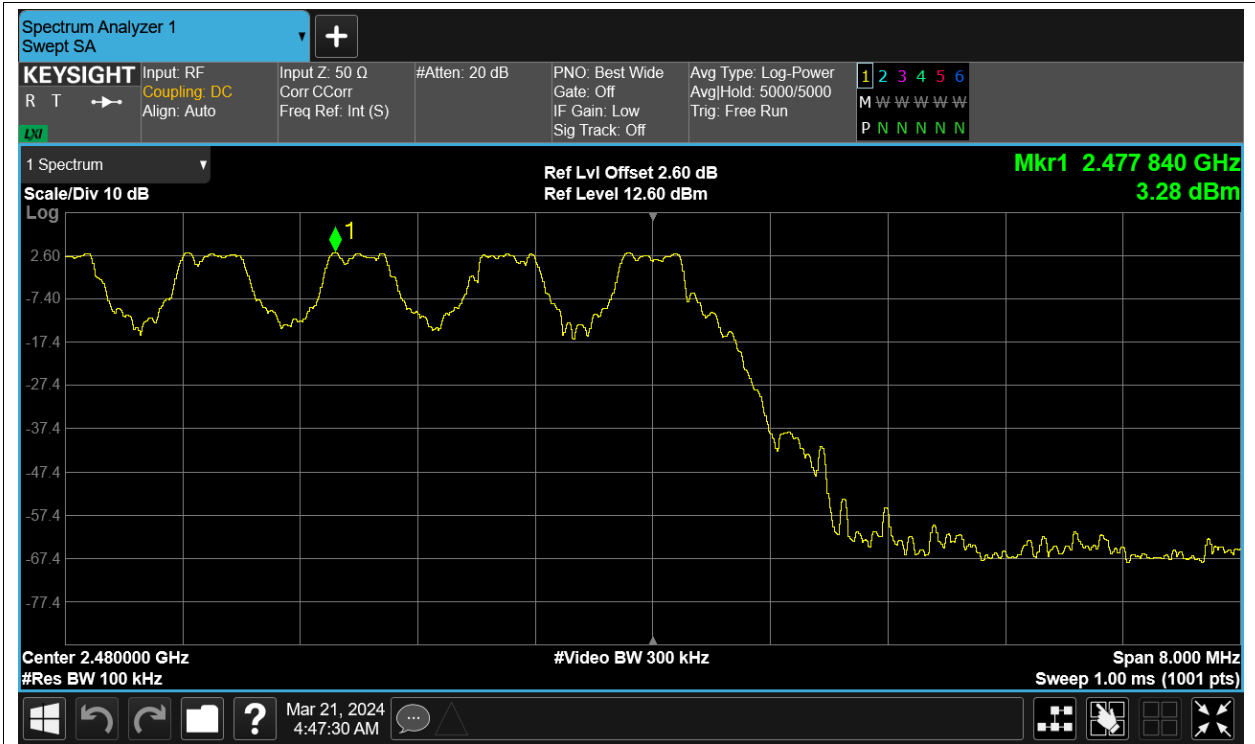 Spectrum Analyzer 1
Swept SA
KEYSIGHT
R T
LXI
Input: RF
Coupling: DC
Align: Auto
Input Z: 50 Ω
Corr CCorr
Freq Ref: Int (S)
#Atten: 20 dB
PNO: Best Wide
Gate: Off
IF Gain: Low
Sig Track: Off
Avg Type: Log-Power
Avg|Hold: 5000/5000
Trig: Free Run
1 2 3 4 5 6
M W W W W W
P N N N N N
1 Spectrum
Scale/Div 10 dB
Log
Ref Lvl Offset 2.60 dB
Ref Level 12.60 dBm
Mkr1 2.477 840 GHz
3.28 dBm
1
2.60
-7.40
-17.4
-27.4
-37.4
-47.4
-57.4
-67.4
-77.4
Center 2.480000 GHz
#Res BW 100 kHz
#Video BW 300 kHz
Span 8.000 MHz
Sweep 1.00 ms (1001 pts)
?
Mar 21, 2024
4:47:30 AM